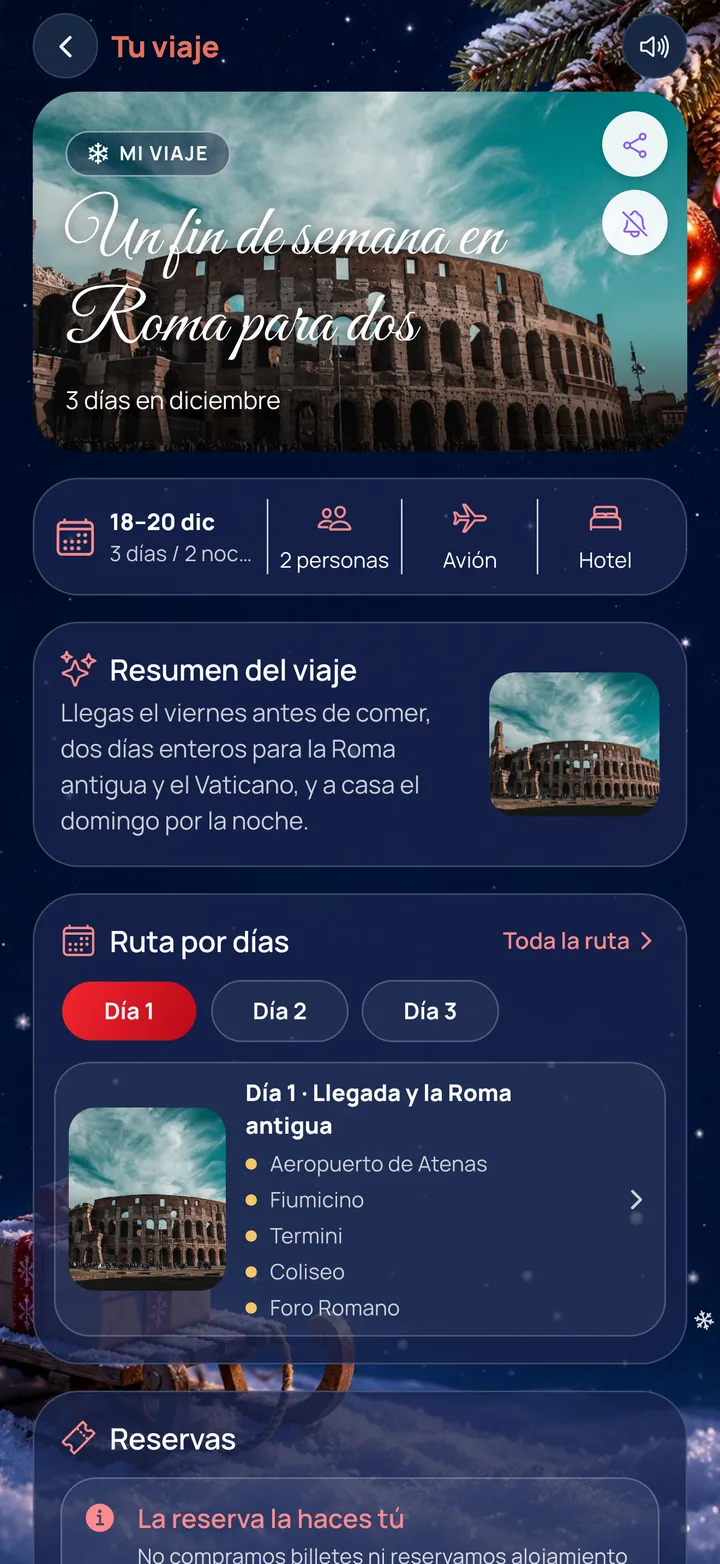 Tu viaje
MI VIAJE
Un fin de semana en
Roma para dos
3 días en diciembre
18–20 dic
3 días / 2 noc...
2 personas
Avión
Hotel
Resumen del viaje
Llegas el viernes antes de comer,
dos días enteros para la Roma
antigua y el Vaticano, y a casa el
domingo por la noche.
Ruta por días
Toda la ruta
Día 1
Día 2
Día 3
Día 1 · Llegada y la Roma
antigua
Aeropuerto de Atenas
Fiumicino
Termini
Coliseo
Foro Romano
Reservas
La reserva la haces tú
No compramos billetes ni reservamos alojamiento